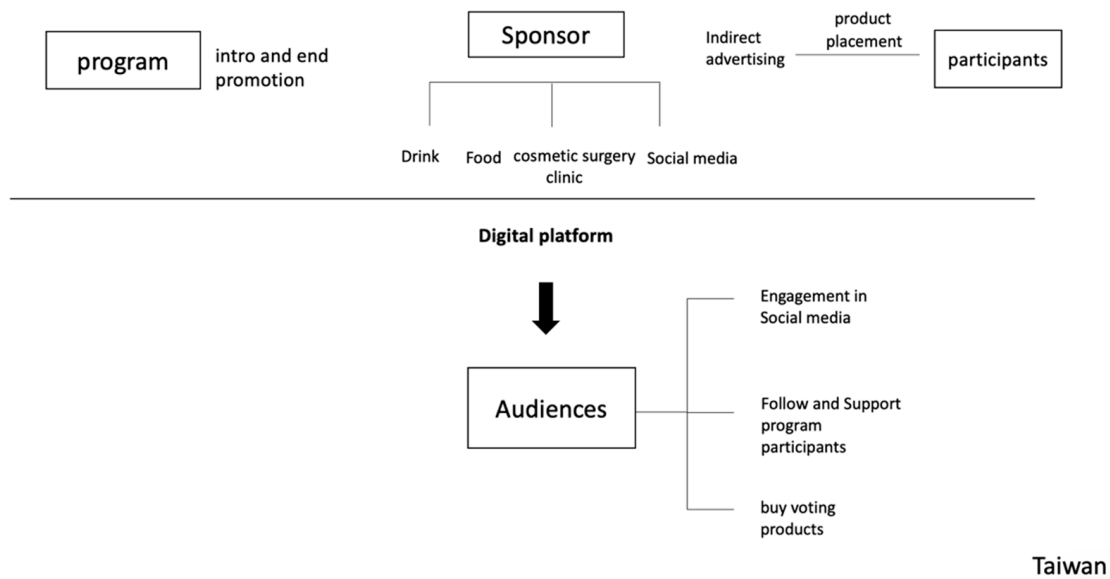 program
intro and end
promotion
Sponsor
Indirect
advertising
product
placement
participants
Drink
Food
cosmetic surgery
clinic
Social media
Digital platform
Audiences
Engagement in
Social media
Follow and Support
program
participants
buy voting
products
Taiwan